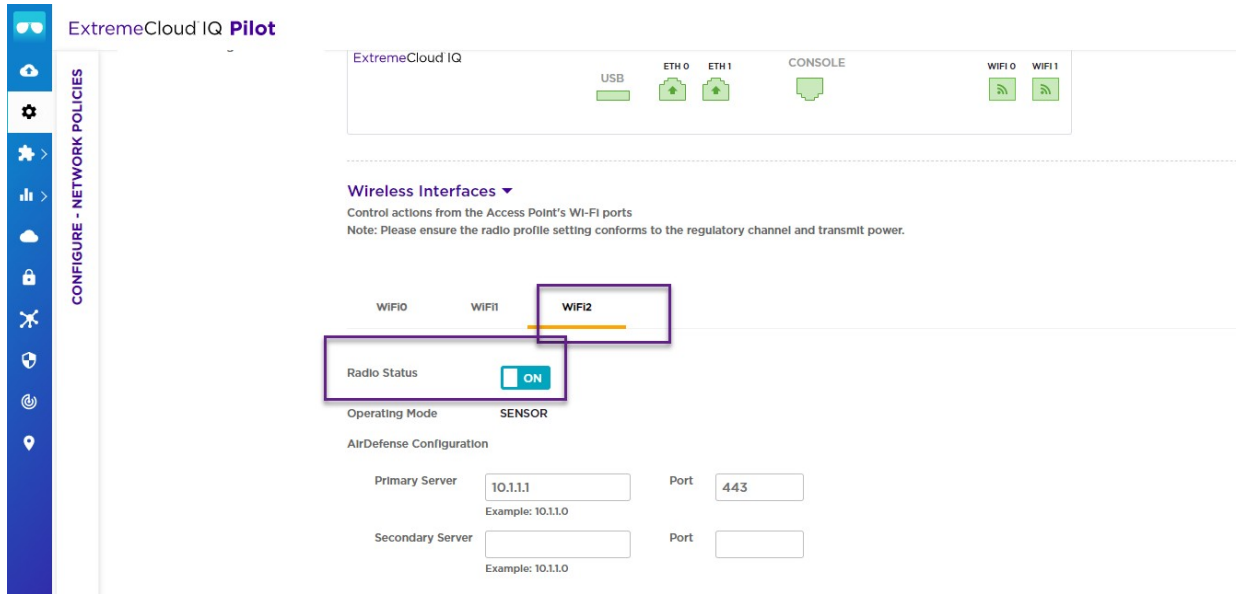 ExtremeCloud IQ Pilot
CONFIGURE - NETWORK POLICIES
ExtremeCloud IQ
USB
ETH 0
ETH 1
CONSOLE
WIFI 0
WIFI 1
Wireless Interfaces
Control actions from the Access Point's Wi-Fi ports
Note: Please ensure the radio profile setting conforms to the regulatory channel and transmit power.
WiFi0
WiFi1
WiFi2
Radio Status
ON
Operating Mode
SENSOR
AirDefense Configuration
Primary Server
10.1.1.1
Port
443
Example: 10.1.1.0
Secondary Server
Port
Example: 10.1.1.0